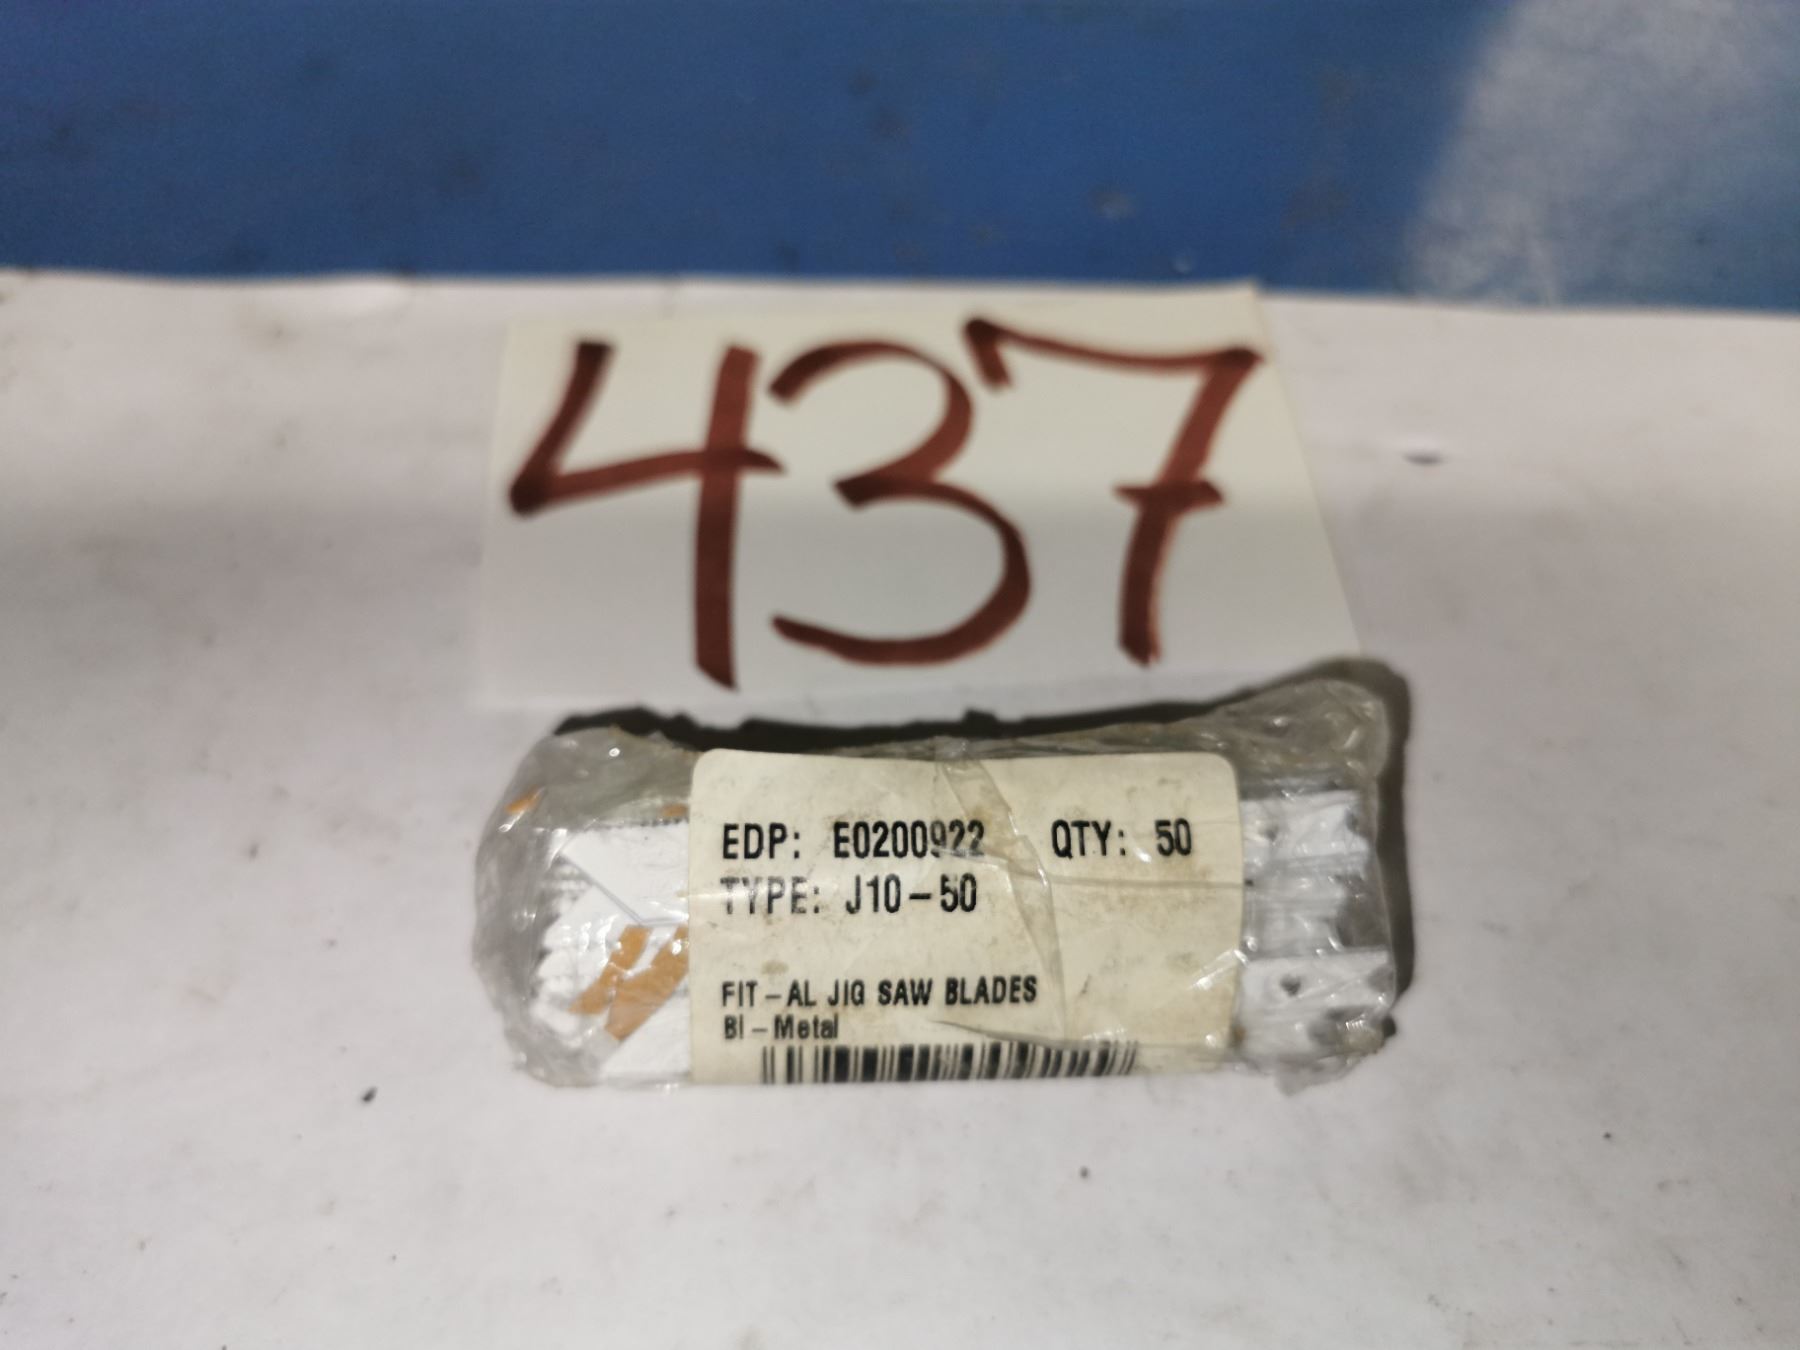 437
EDP: E0200922 QTY: 50
TYPE: J10-50
FIT-AL JIG SAW BLADES
Bi-Metal